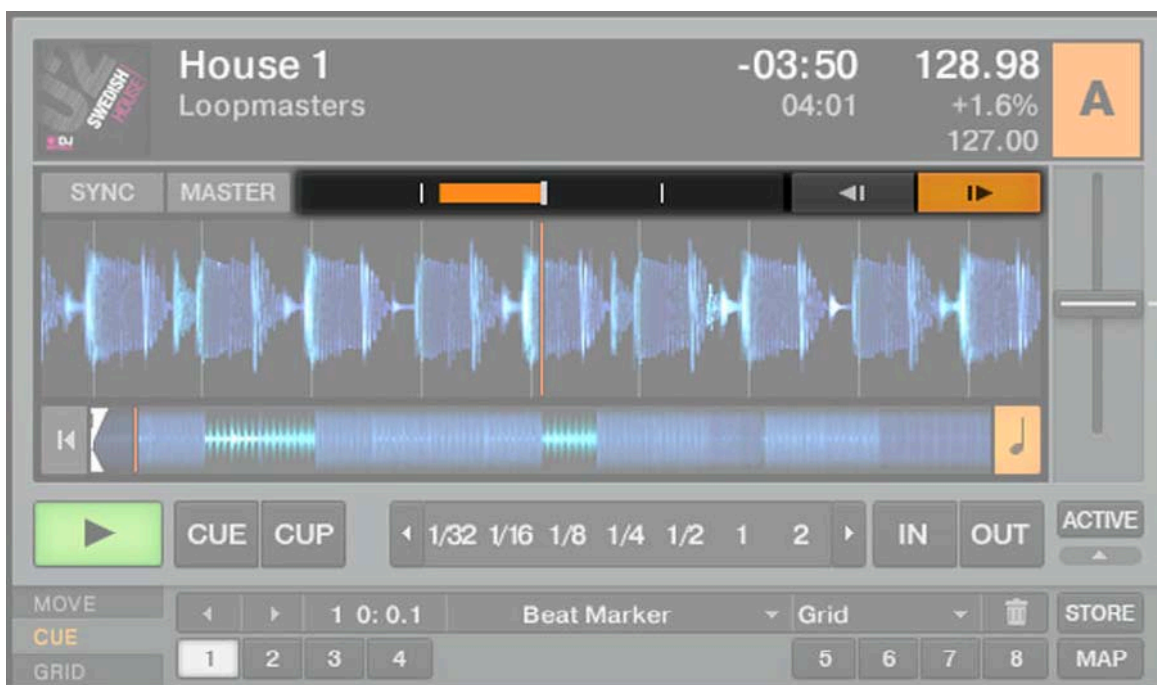 02
SWEDISH
HOUSE
DJ
House 1
Loopmasters
-03:50
04:01
128.98
+1.6%
127.00
A
SYNC
MASTER
CUE
CUP
1/32 1/16 1/8 1/4 1/2 1 2
IN
OUT
ACTIVE
MOVE
CUE
GRID
1 0: 0.1
Beat Marker
Grid
STORE
1
2
3
4
5
6
7
8
MAP